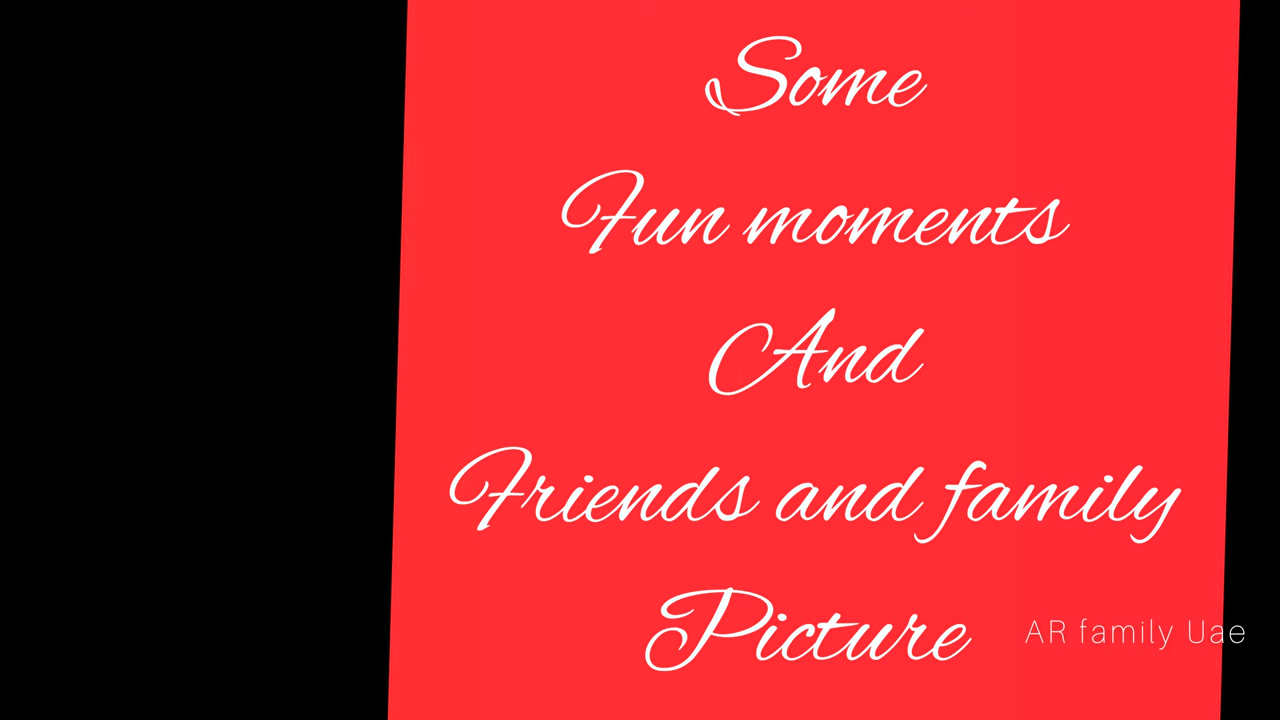 Some
Fun moments
And
Friends and family
Picture
AR family Uae